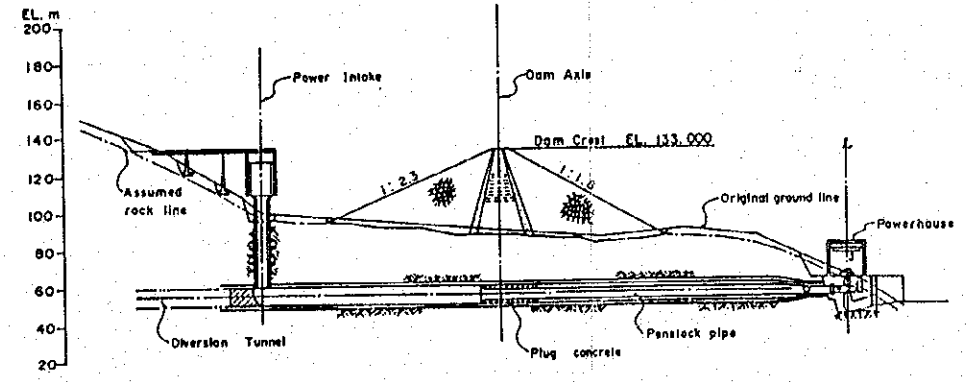 EL. m
200
180
160
140
120
100
80
60
40
20
Power Intake
Dam Axis
Dam Crest EL. 133.000
Assumed
rock line
1:2.3
1:1.8
Original ground line
Powerhouse
Diversion Tunnel
Plug concrete
Penstock pipe